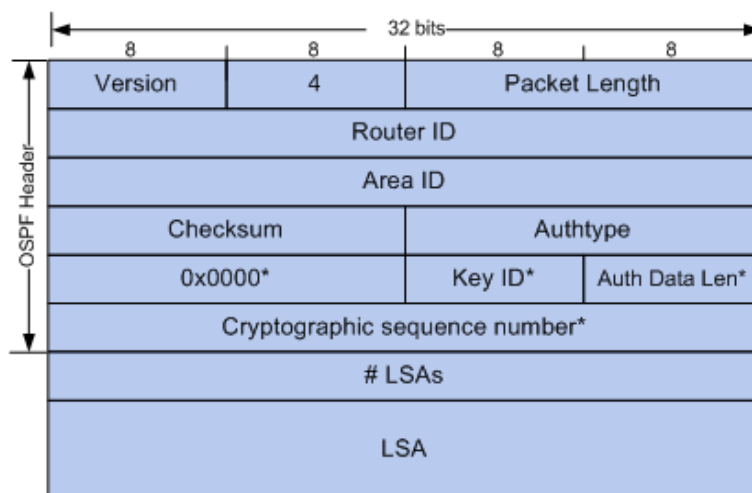 32 bits
8 8 8 8
Version 4 Packet Length
Router ID
Area ID
Checksum Authtype
0x0000* Key ID* Auth Data Len*
Cryptographic sequence number*
# LSAs
LSA
OSPF Header